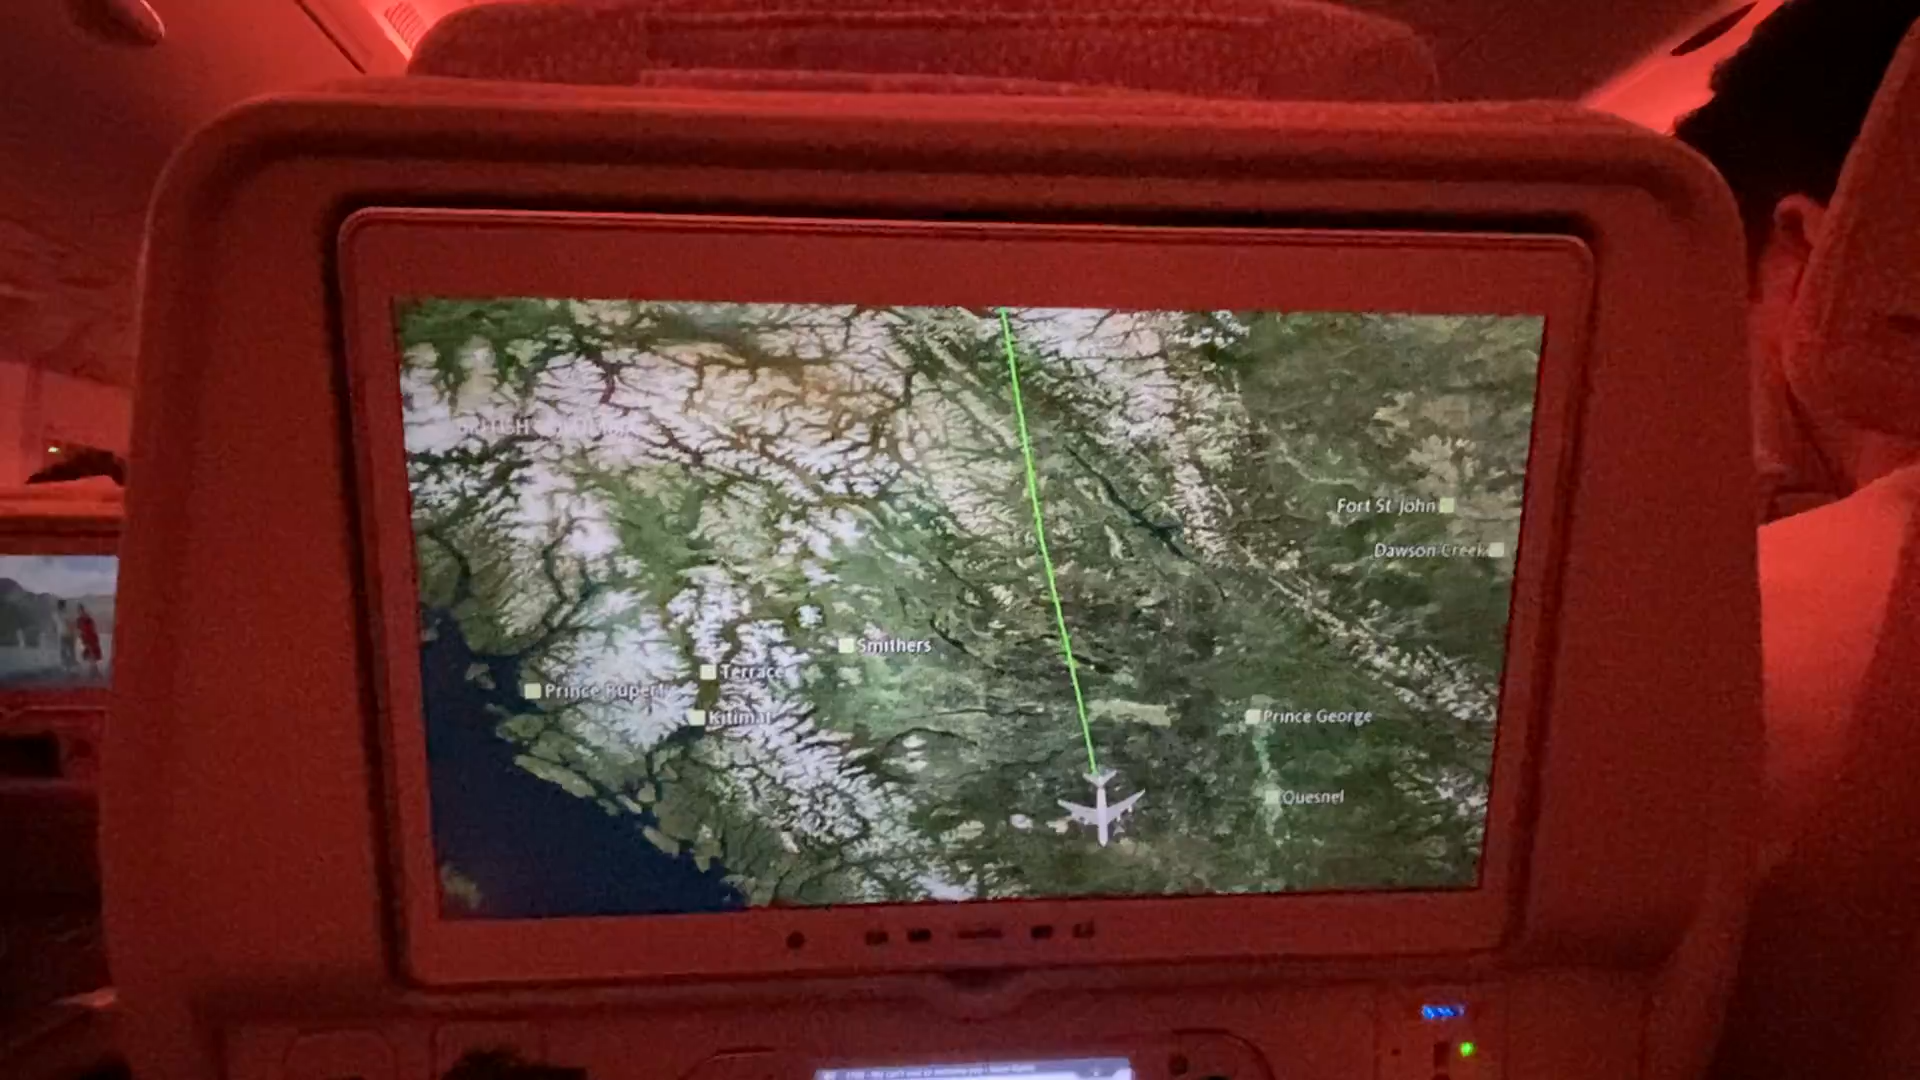 Fort St John
Dawson Creek
Smithers
Terrace
Prince Rupert
Kitimat
Prince George
Quesnel